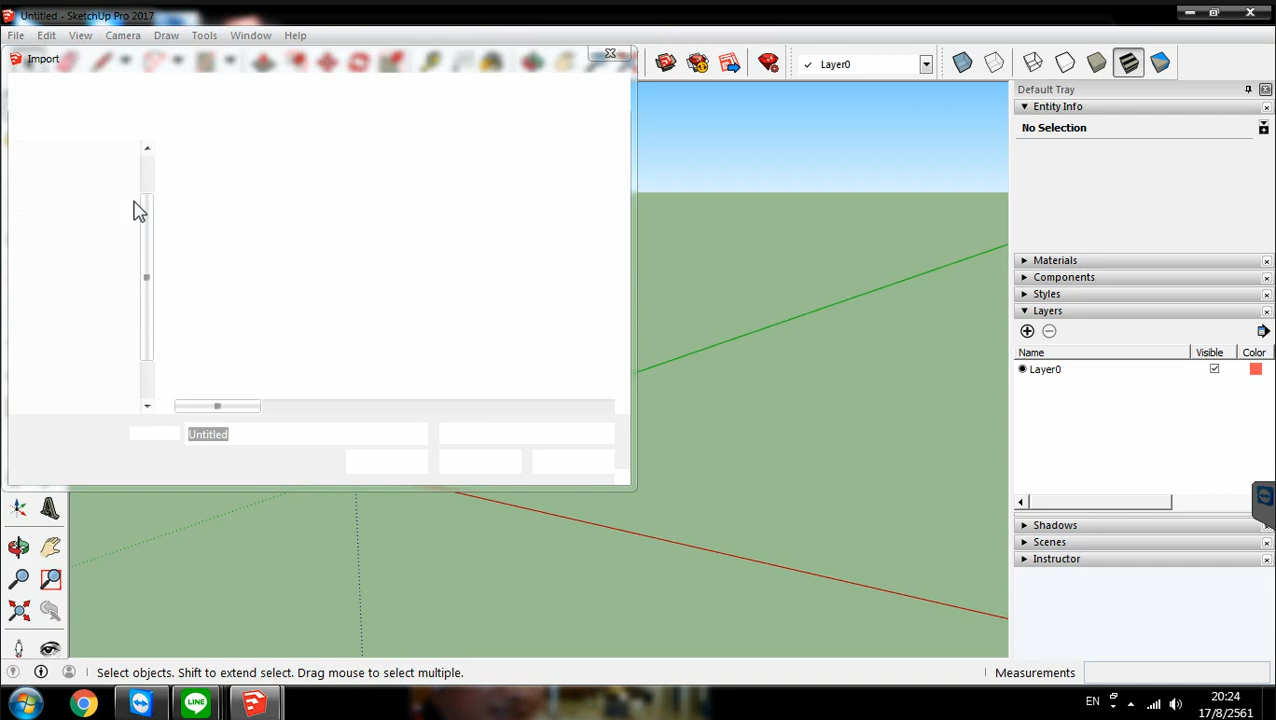 Untitled - SketchUp Pro 2017
File Edit View Camera Draw Tools Window Help
Import
Layer0
Default Tray
Entity Info
No Selection
Materials
Components
Styles
Layers
Name Visible Color
Layer0
Untitled
Shadows
Scenes
Instructor
Select objects. Shift to extend select. Drag mouse to select multiple.
Measurements
LINE
EN
20:24
17/8/2561